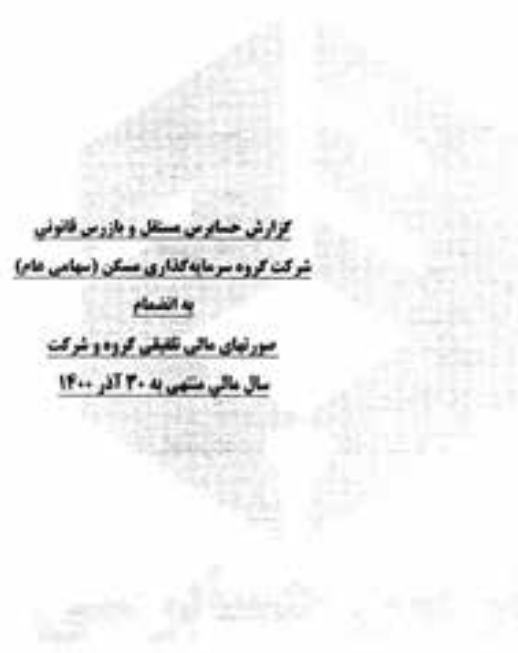 گزارش حسابرس مستقل و بازرس قانونی
شرکت گروه سرمایه‌گذاری مسکن (سهامی عام)
به انضمام
صورتهای مالی تلفیقی گروه و شرکت
سال مالی منتهی به ۳۰ آذر ۱۴۰۰